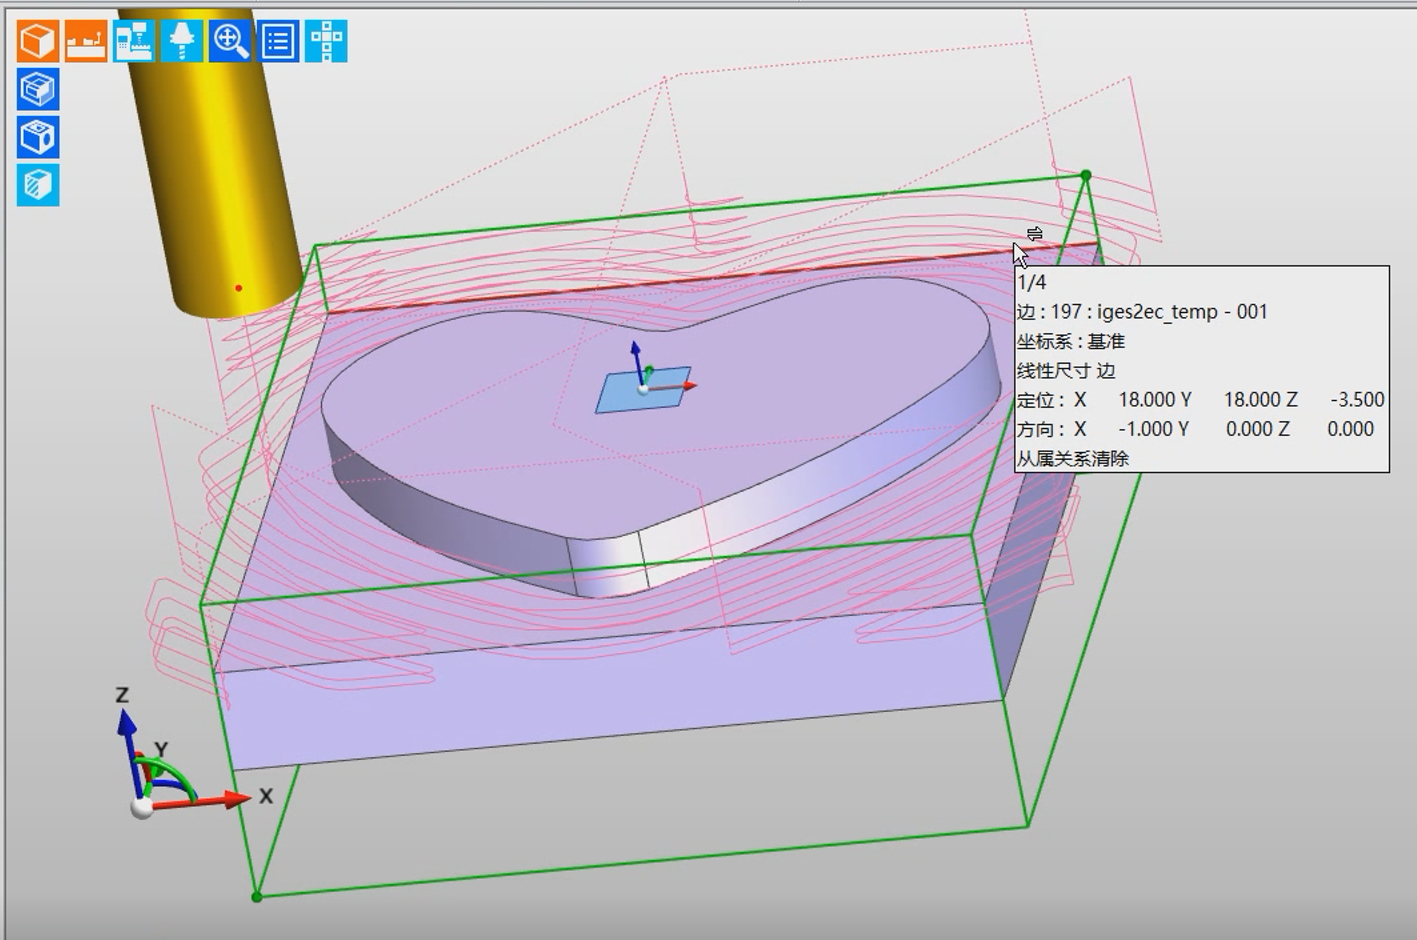 1/4
边 : 197 : iges2ec_temp - 001
坐标系 : 基准
线性尺寸 边
定位 : X 18.000 Y 18.000 Z -3.500
方向 : X -1.000 Y 0.000 Z 0.000
从属关系清除
Z
Y
X